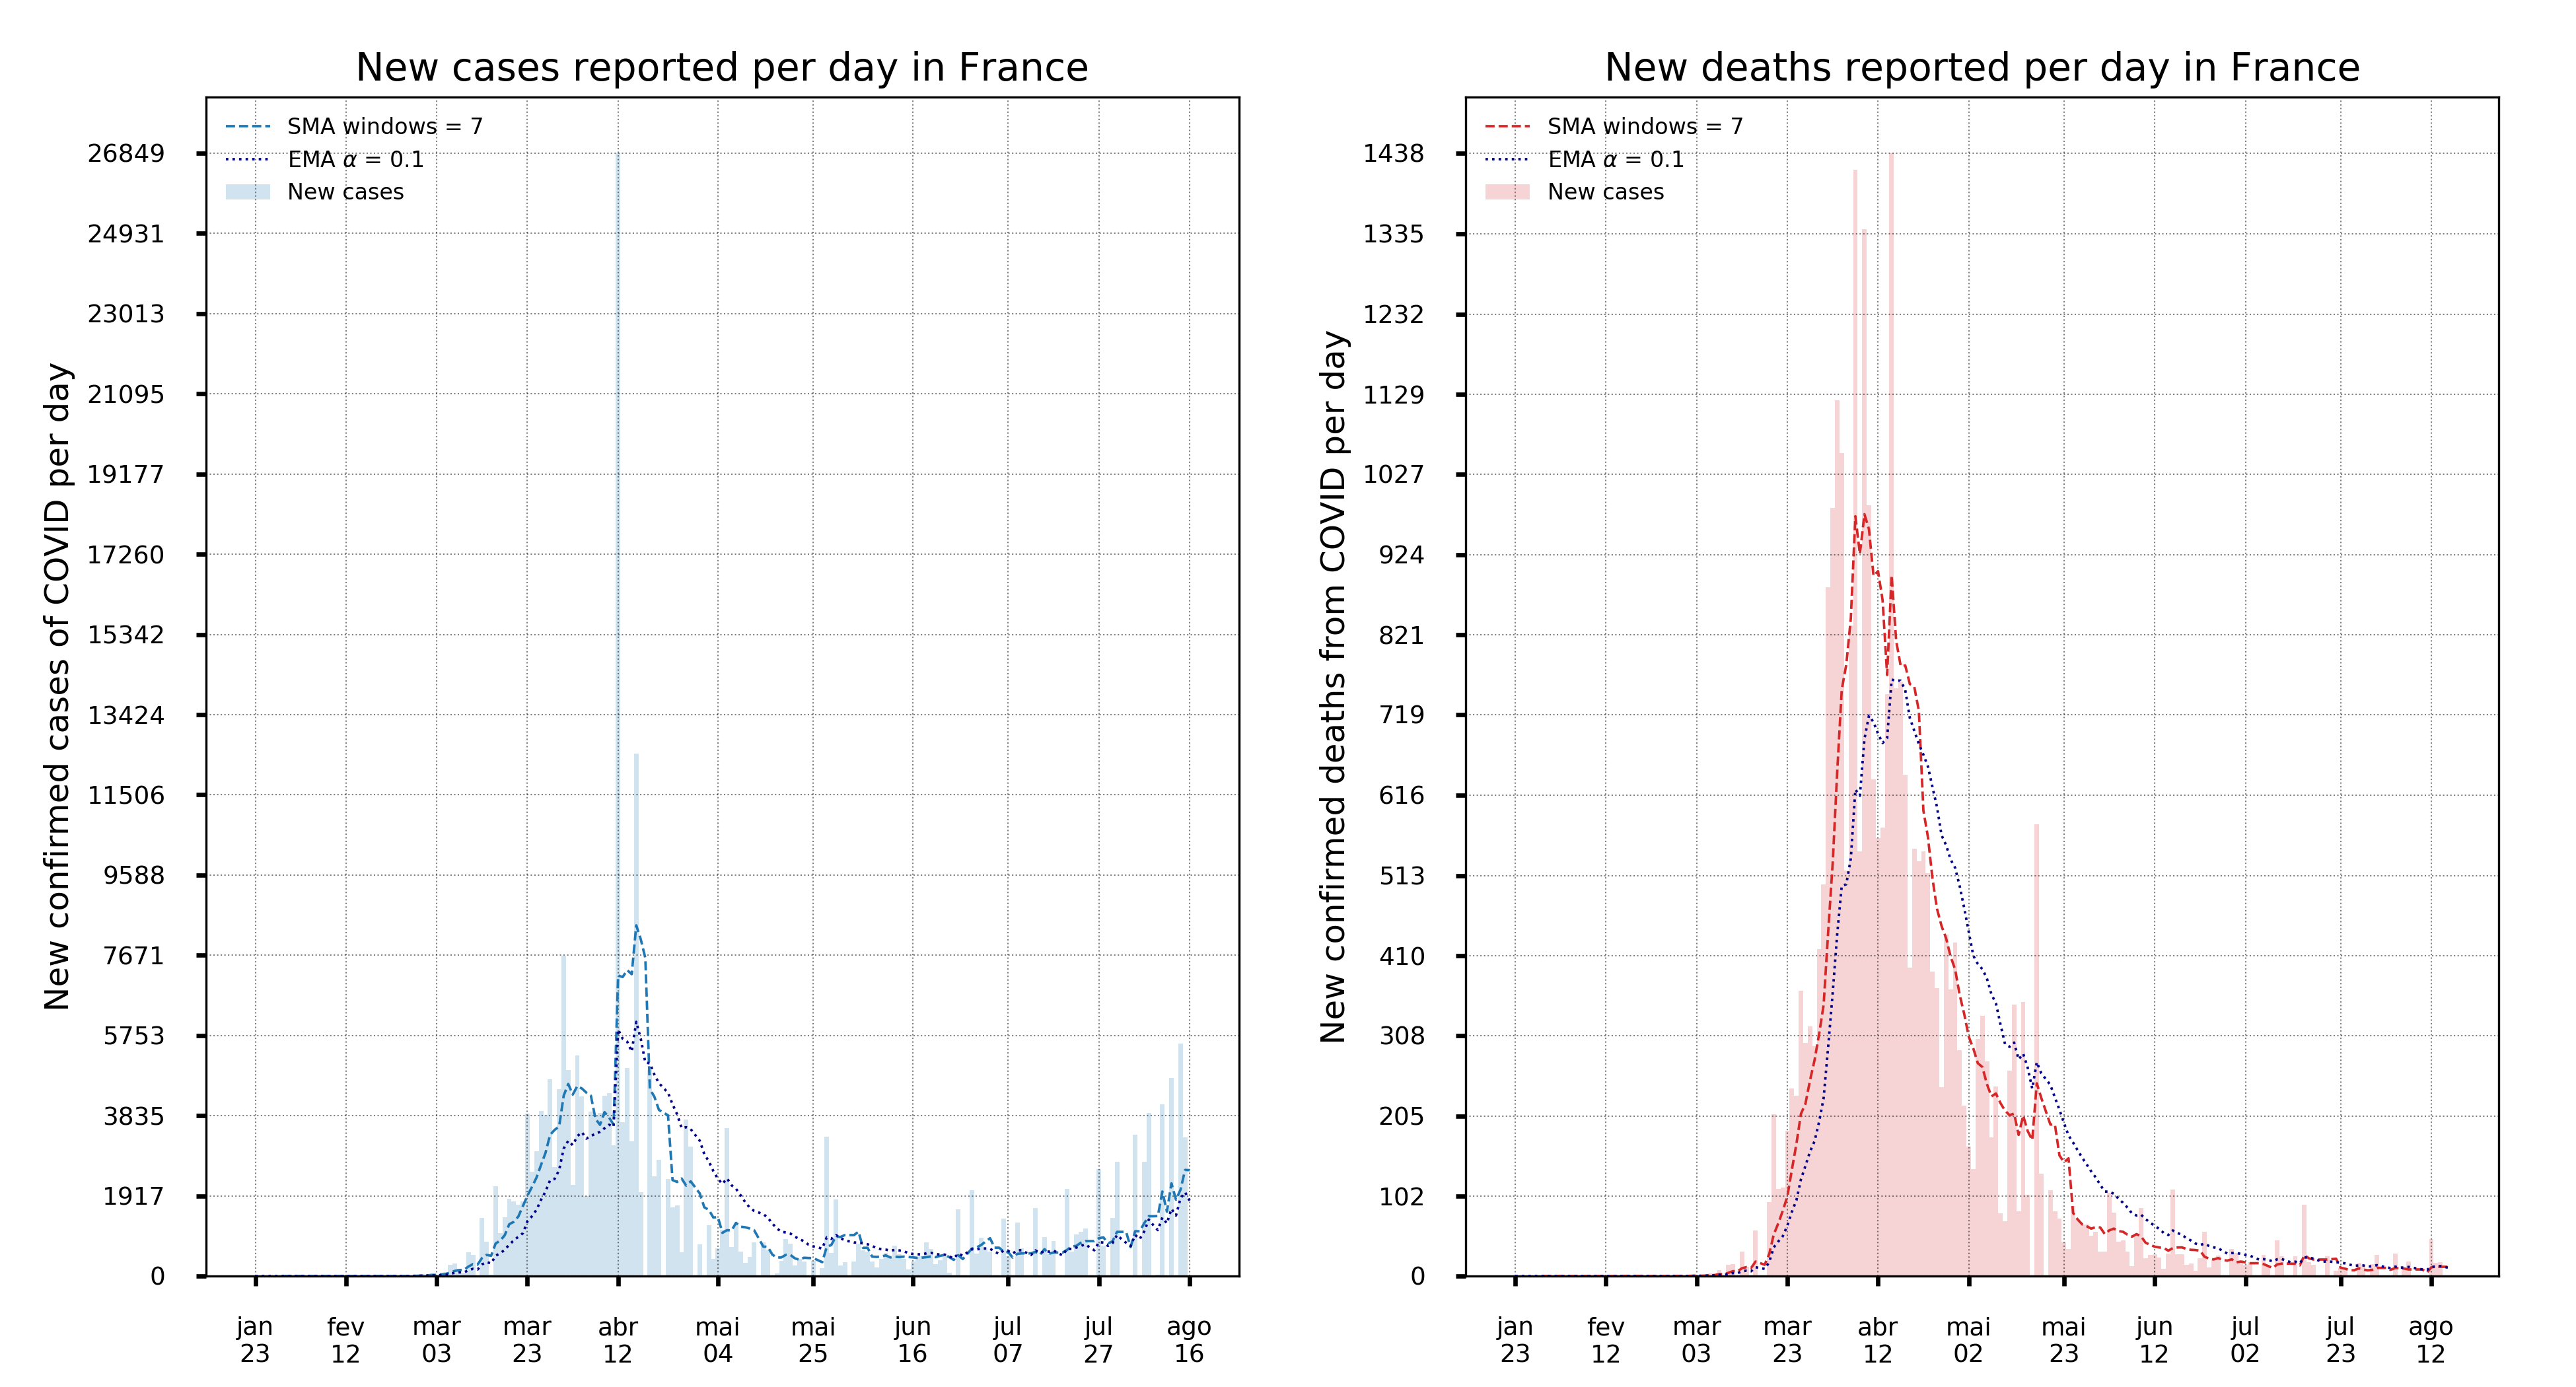 New cases reported per day in France
SMA windows = 7
EMA α = 0.1
New cases
New confirmed cases of COVID per day
26849
24931
23013
21095
19177
17260
15342
13424
11506
9588
7671
5753
3835
1917
0
jan 23
fev 12
mar 03
mar 23
abr 12
mai 04
mai 25
jun 16
jul 07
jul 27
ago 16
New deaths reported per day in France
SMA windows = 7
EMA α = 0.1
New cases
New confirmed deaths from COVID per day
1438
1335
1232
1129
1027
924
821
719
616
513
410
308
205
102
0
jan 23
fev 12
mar 03
mar 23
abr 12
mai 02
mai 23
jun 12
jul 02
jul 23
ago 12